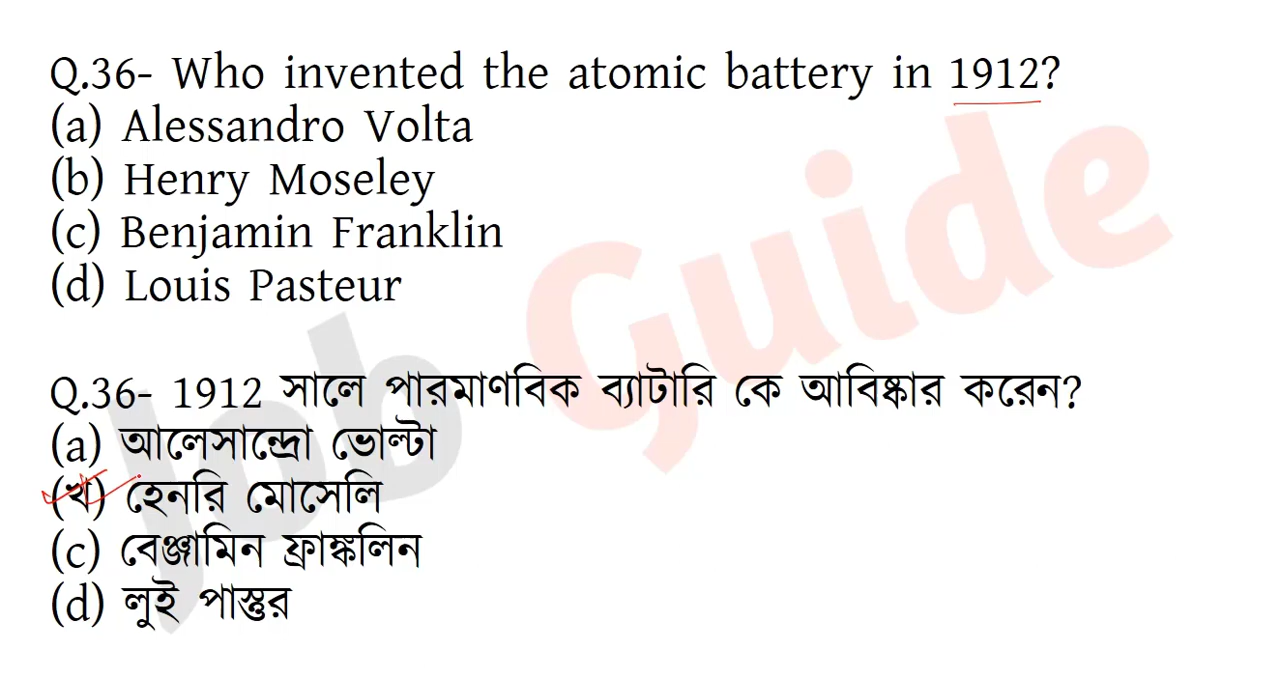 Q.36- Who invented the atomic battery in 1912?
(a) Alessandro Volta
(b) Henry Moseley
(c) Benjamin Franklin
(d) Louis Pasteur
Job Guide
Q.36- 1912 সালে পারমাণবিক ব্যাটারি কে আবিষ্কার করেন?
(a) আলেসান্দ্রো ভোল্টা
(খ) হেনরি মোসেলি
(c) বেঞ্জামিন ফ্রাঙ্কলিন
(d) লুই পাস্তুর